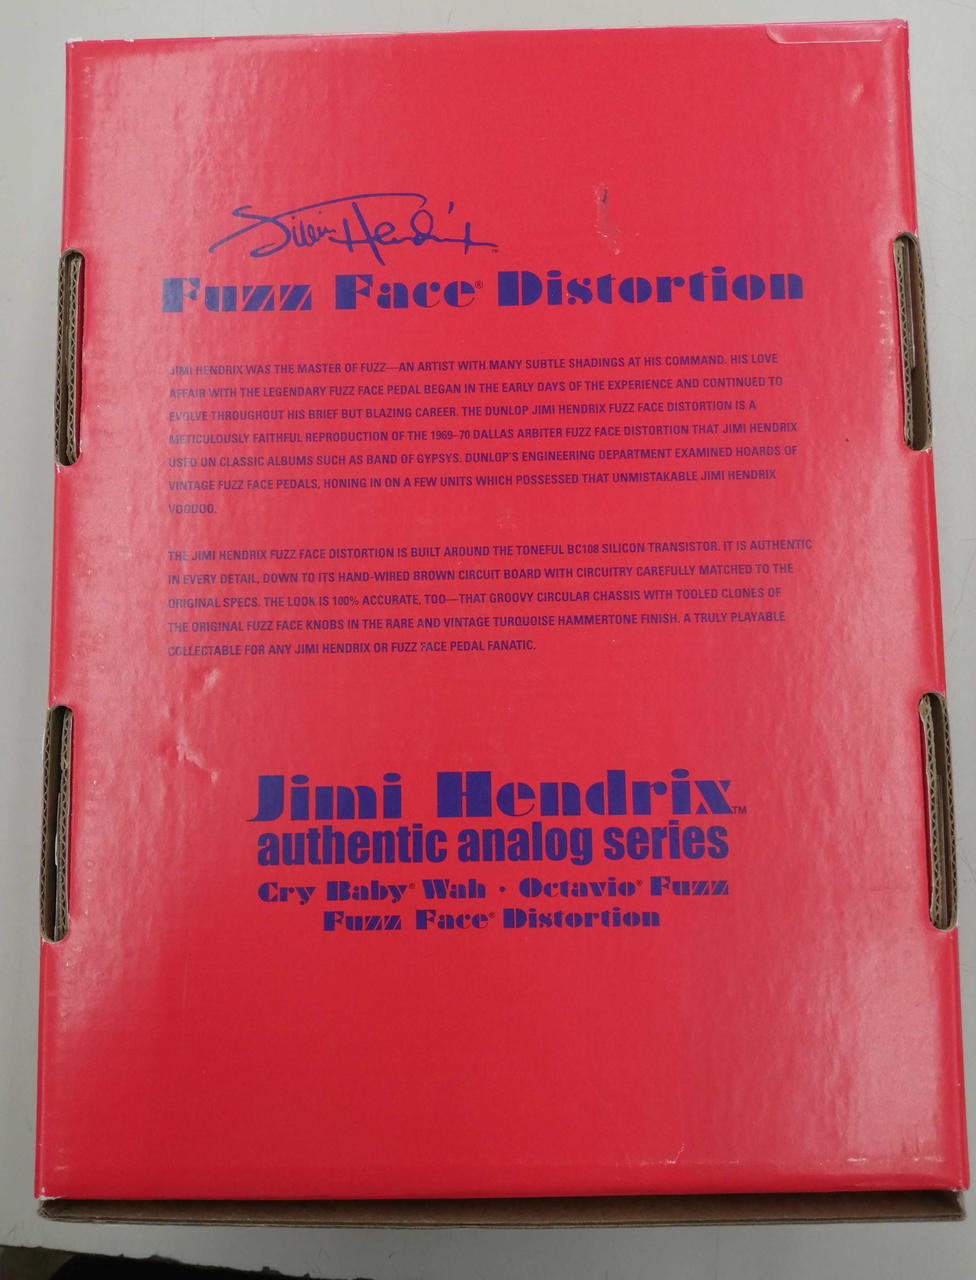 Jimi Hendrix™
Fuzz Face® Distortion
JIMI HENDRIX WAS THE MASTER OF FUZZ—AN ARTIST WITH MANY SUBTLE SHADINGS AT HIS COMMAND. HIS LOVE
AFFAIR WITH THE LEGENDARY FUZZ FACE PEDAL BEGAN IN THE EARLY DAYS OF THE EXPERIENCE AND CONTINUED TO
EVOLVE THROUGHOUT HIS BRIEF BUT BLAZING CAREER. THE DUNLOP JIMI HENDRIX FUZZ FACE DISTORTION IS A
METICULOUSLY FAITHFUL REPRODUCTION OF THE 1969–70 DALLAS ARBITER FUZZ FACE DISTORTION THAT JIMI HENDRIX
USED ON CLASSIC ALBUMS SUCH AS BAND OF GYPSYS. DUNLOP'S ENGINEERING DEPARTMENT EXAMINED HOARDS OF
VINTAGE FUZZ FACE PEDALS, HONING IN ON A FEW UNITS WHICH POSSESSED THAT UNMISTAKABLE JIMI HENDRIX
VOODOO.
THE JIMI HENDRIX FUZZ FACE DISTORTION IS BUILT AROUND THE TONEFUL BC108 SILICON TRANSISTOR. IT IS AUTHENTIC
IN EVERY DETAIL, DOWN TO ITS HAND-WIRED BROWN CIRCUIT BOARD WITH CIRCUITRY CAREFULLY MATCHED TO THE
ORIGINAL SPECS. THE LOOK IS 100% ACCURATE, TOO—THAT GROOVY CIRCULAR CHASSIS WITH TOOLED CLONES OF
THE ORIGINAL FUZZ FACE KNOBS IN THE RARE AND VINTAGE TURQUOISE HAMMERTONE FINISH. A TRULY PLAYABLE
COLLECTABLE FOR ANY JIMI HENDRIX OR FUZZ FACE PEDAL FANATIC.
Jimi Hendrix™
authentic analog series
Cry Baby® Wah · Octavio® Fuzz
Fuzz Face® Distortion